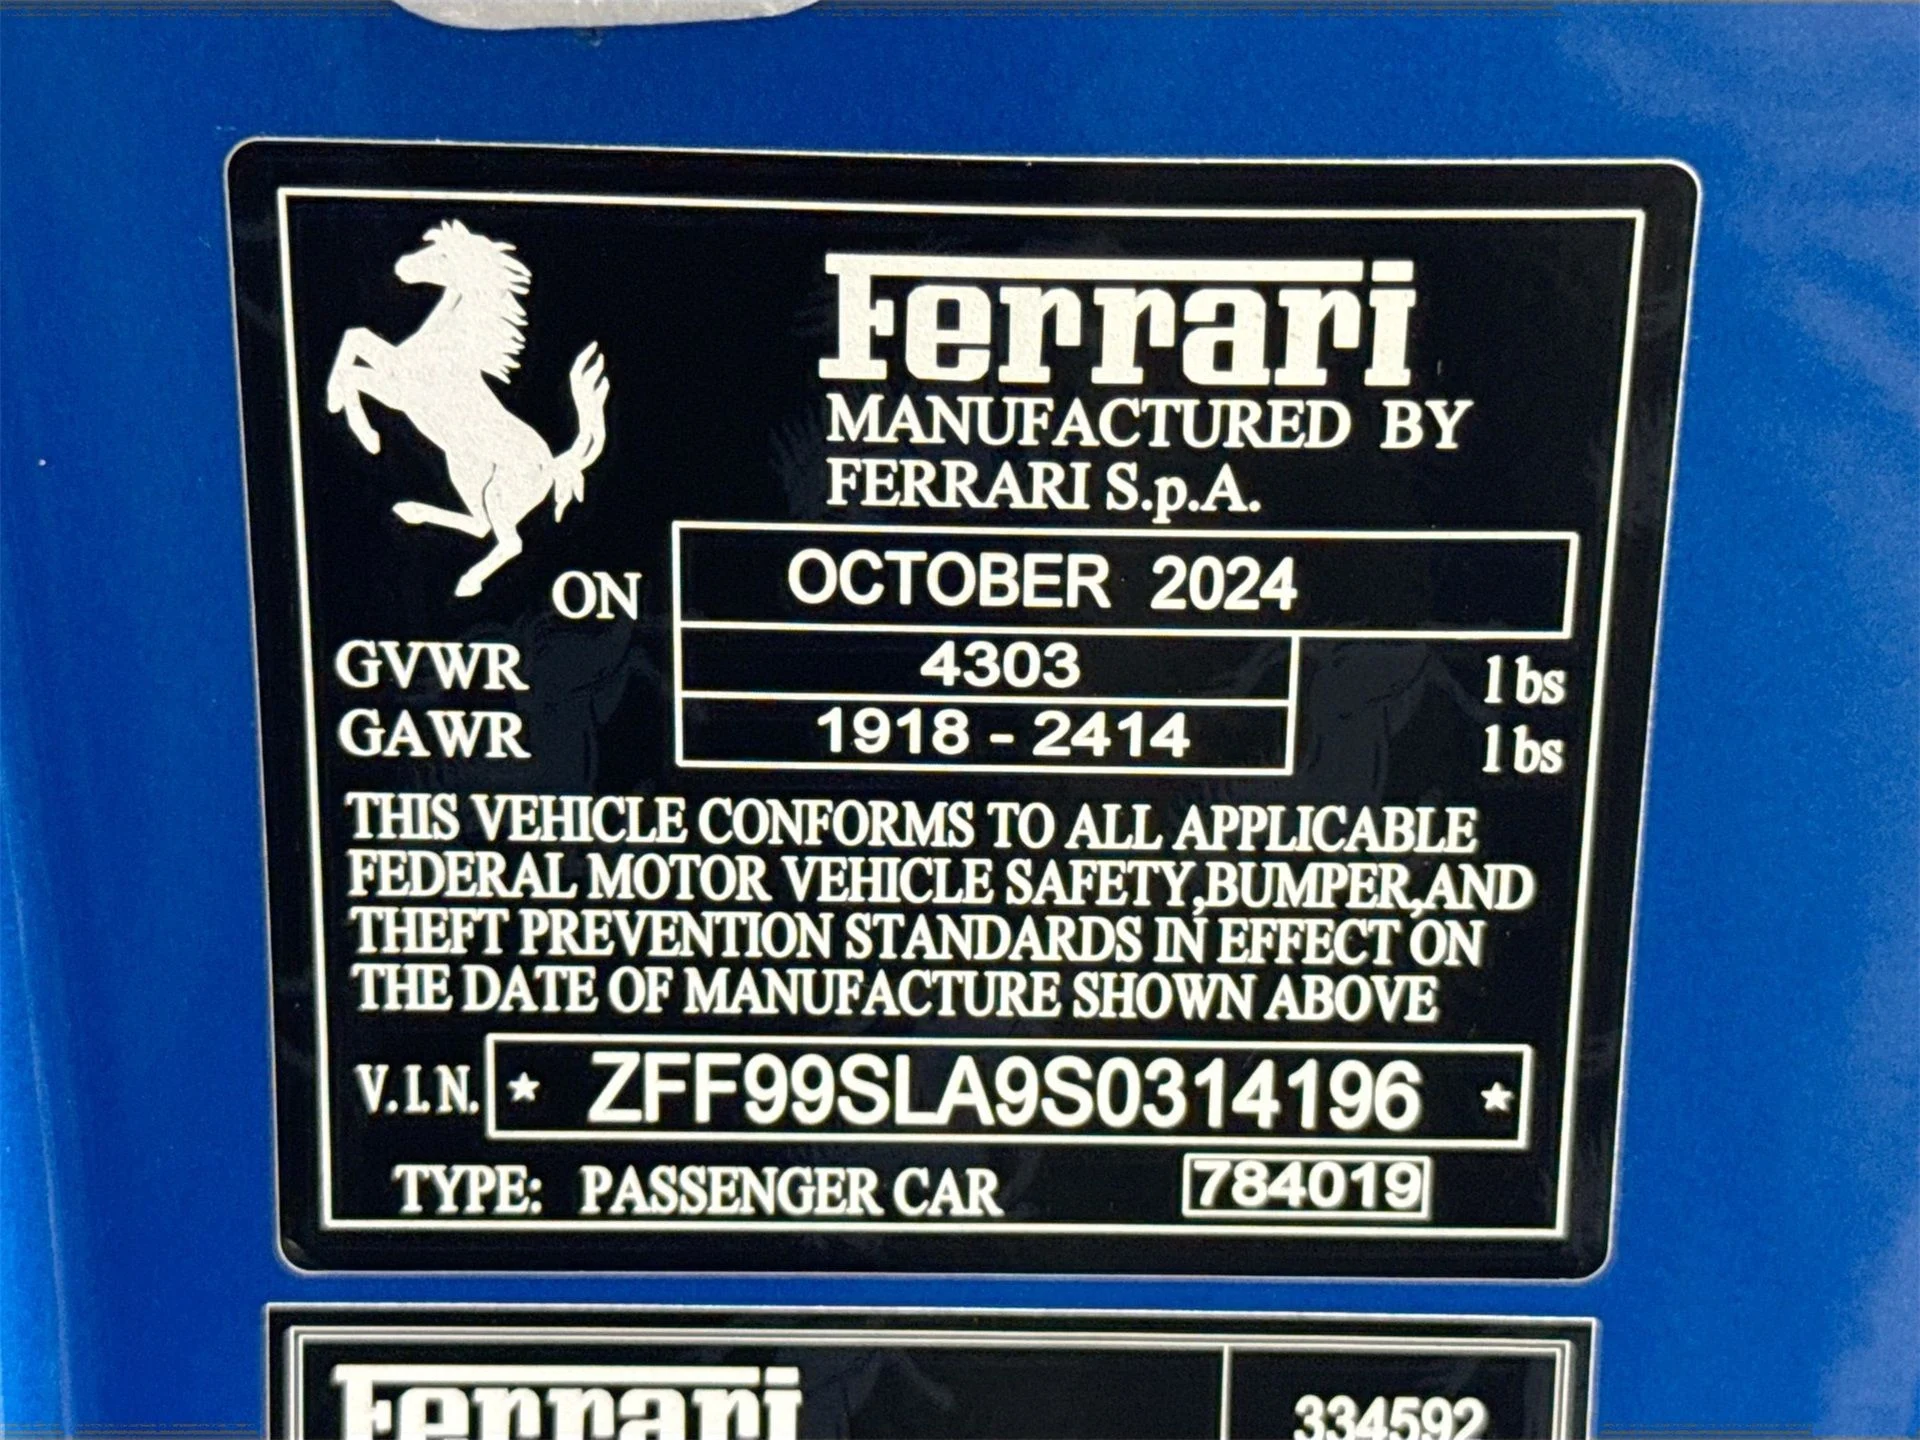 Ferrari
MANUFACTURED BY
FERRARI S.p.A.
ON OCTOBER 2024
GVWR 4303 lbs
GAWR 1918 - 2414 lbs
THIS VEHICLE CONFORMS TO ALL APPLICABLE
FEDERAL MOTOR VEHICLE SAFETY,BUMPER,AND
THEFT PREVENTION STANDARDS IN EFFECT ON
THE DATE OF MANUFACTURE SHOWN ABOVE
V.I.N. ★ ZFF99SLA9S0314196 ★
TYPE: PASSENGER CAR 784019
Ferrari 334592